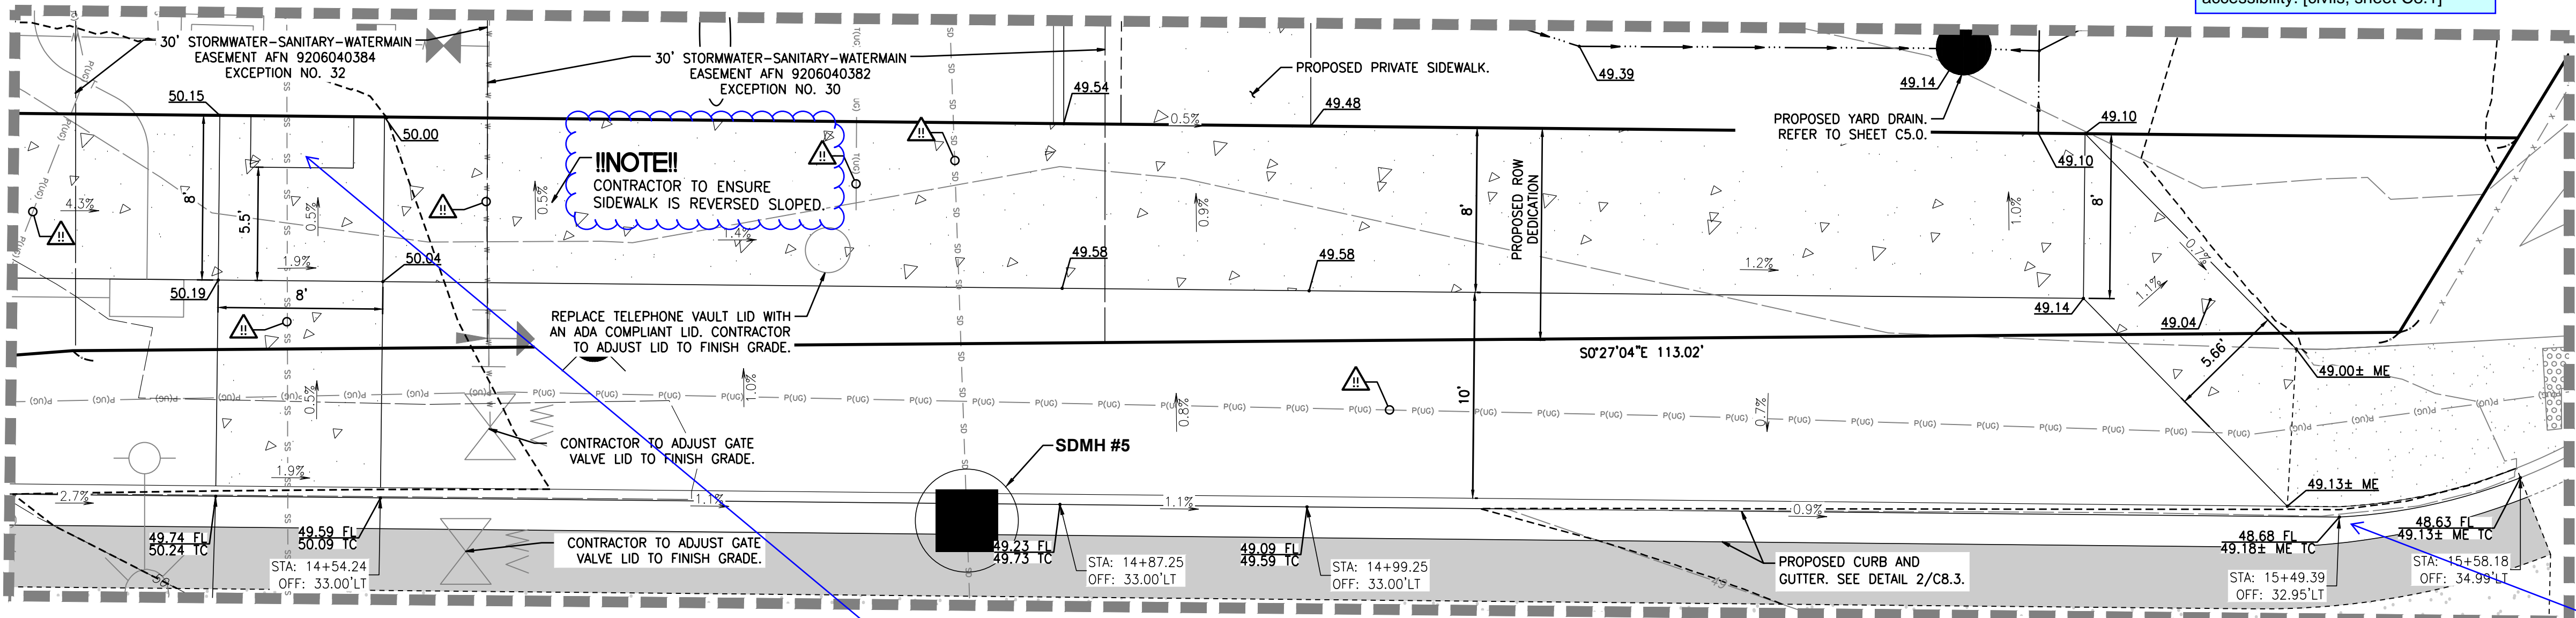 accessibility. [civils, sheet C8.1]
30' STORMWATER-SANITARY-WATERMAIN
EASEMENT AFN 9206040384
EXCEPTION NO. 32
30' STORMWATER-SANITARY-WATERMAIN
EASEMENT AFN 9206040382
EXCEPTION NO. 30
PROPOSED PRIVATE SIDEWALK.
49.39
49.14
50.15
50.00
49.54
49.48
0.5%
PROPOSED YARD DRAIN.
REFER TO SHEET C5.0.
49.10
49.10
!!NOTE!!
CONTRACTOR TO ENSURE
SIDEWALK IS REVERSED SLOPED.
4.3%
8'
5.5'
0.5%
0.5%
1.4%
0.9%
8'
PROPOSED ROW
DEDICATION
1.0%
8'
0.7%
1.1%
1.9%
50.04
50.19
8'
49.58
49.58
1.2%
49.14
49.04
REPLACE TELEPHONE VAULT LID WITH
AN ADA COMPLIANT LID. CONTRACTOR
TO ADJUST LID TO FINISH GRADE.
S0°27'04"E 113.02'
5.66'
49.00± ME
0.5%
1.0%
0.8%
10'
0.7%
P(UG) P(UG) P(UG) P(UG) P(UG) P(UG) P(UG) P(UG)
CONTRACTOR TO ADJUST GATE
VALVE LID TO FINISH GRADE.
SDMH #5
1.9%
2.7%
1.1%
1.1%
0.9%
49.13± ME
49.74 FL
50.24 TC
49.59 FL
50.09 TC
STA: 14+54.24
OFF: 33.00'LT
50
CONTRACTOR TO ADJUST GATE
VALVE LID TO FINISH GRADE.
49.23 FL
49.73 TC
STA: 14+87.25
OFF: 33.00'LT
49.09 FL
49.59 TC
STA: 14+99.25
OFF: 33.00'LT
49
PROPOSED CURB AND
GUTTER. SEE DETAIL 2/C8.3.
48.68 FL
49.18± ME TC
STA: 15+49.39
OFF: 32.95'LT
48.63 FL
49.13± ME TC
STA: 15+58.18
OFF: 34.99'LT